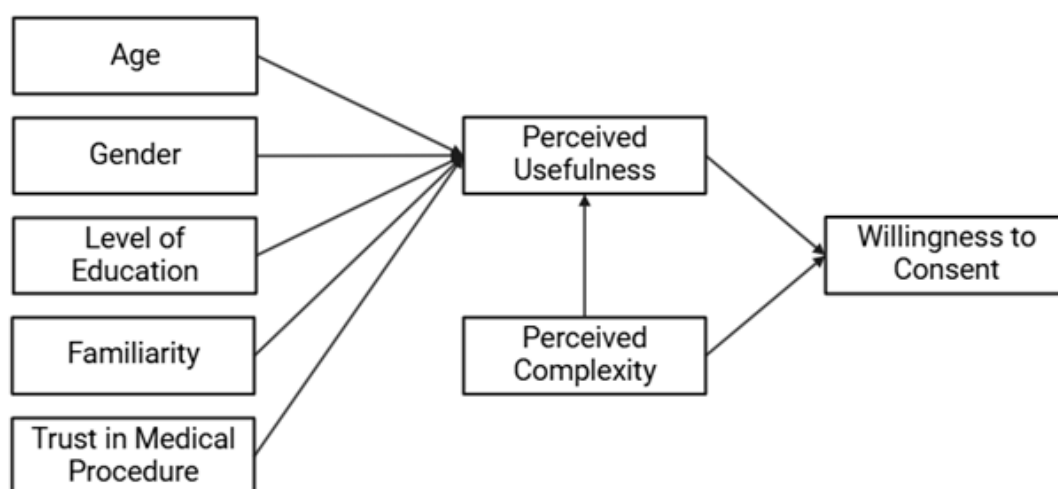 Age
Gender
Level of
Education
Familiarity
Trust in Medical
Procedure
Perceived
Usefulness
Perceived
Complexity
Willingness to
Consent